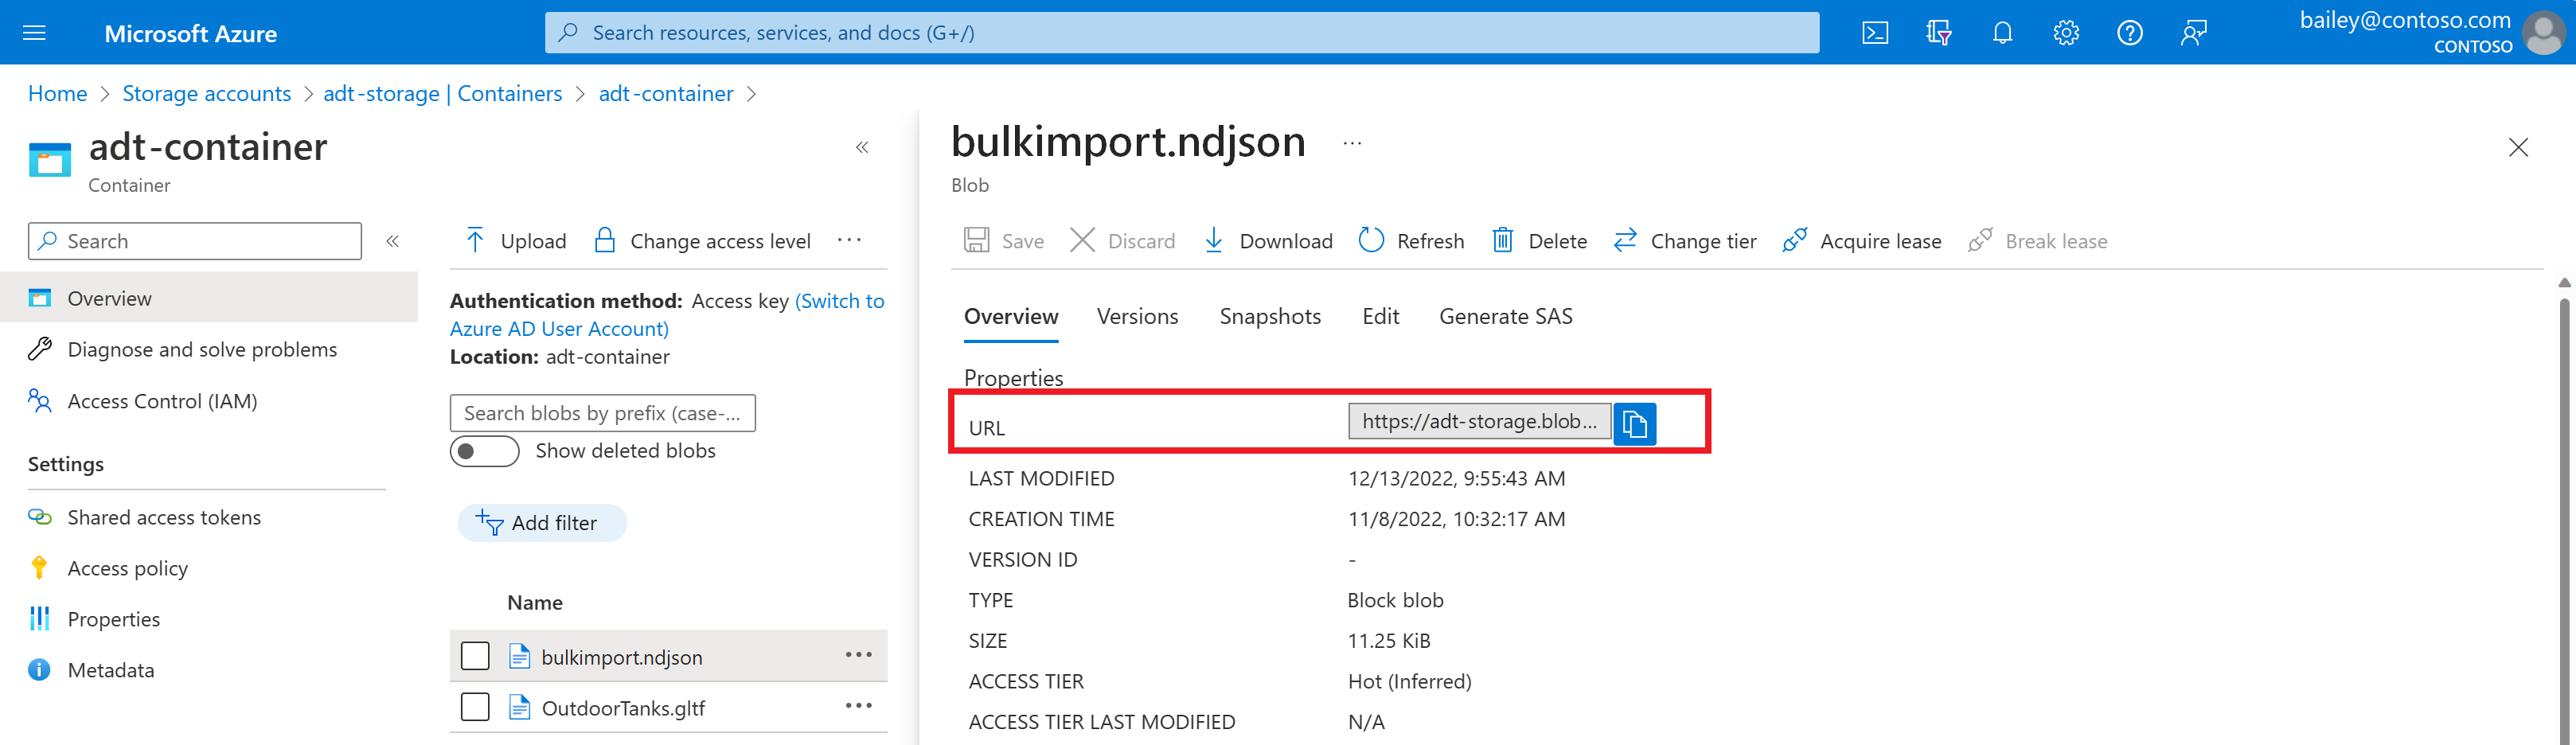 Microsoft Azure
Search resources, services, and docs (G+/)
bailey@contoso.com
CONTOSO
Home > Storage accounts > adt-storage | Containers > adt-container >
adt-container
Container
Search
Overview
Diagnose and solve problems
Access Control (IAM)
Settings
Shared access tokens
Access policy
Properties
Metadata
Upload Change access level ...
Authentication method: Access key (Switch to
Azure AD User Account)
Location: adt-container
Search blobs by prefix (case-...
Show deleted blobs
Add filter
Name
bulkimport.ndjson
OutdoorTanks.gltf
bulkimport.ndjson ...
Blob
Save Discard Download Refresh Delete Change tier Acquire lease Break lease
Overview Versions Snapshots Edit Generate SAS
Properties
URL https://adt-storage.blob...
LAST MODIFIED 12/13/2022, 9:55:43 AM
CREATION TIME 11/8/2022, 10:32:17 AM
VERSION ID -
TYPE Block blob
SIZE 11.25 KiB
ACCESS TIER Hot (Inferred)
ACCESS TIER LAST MODIFIED N/A